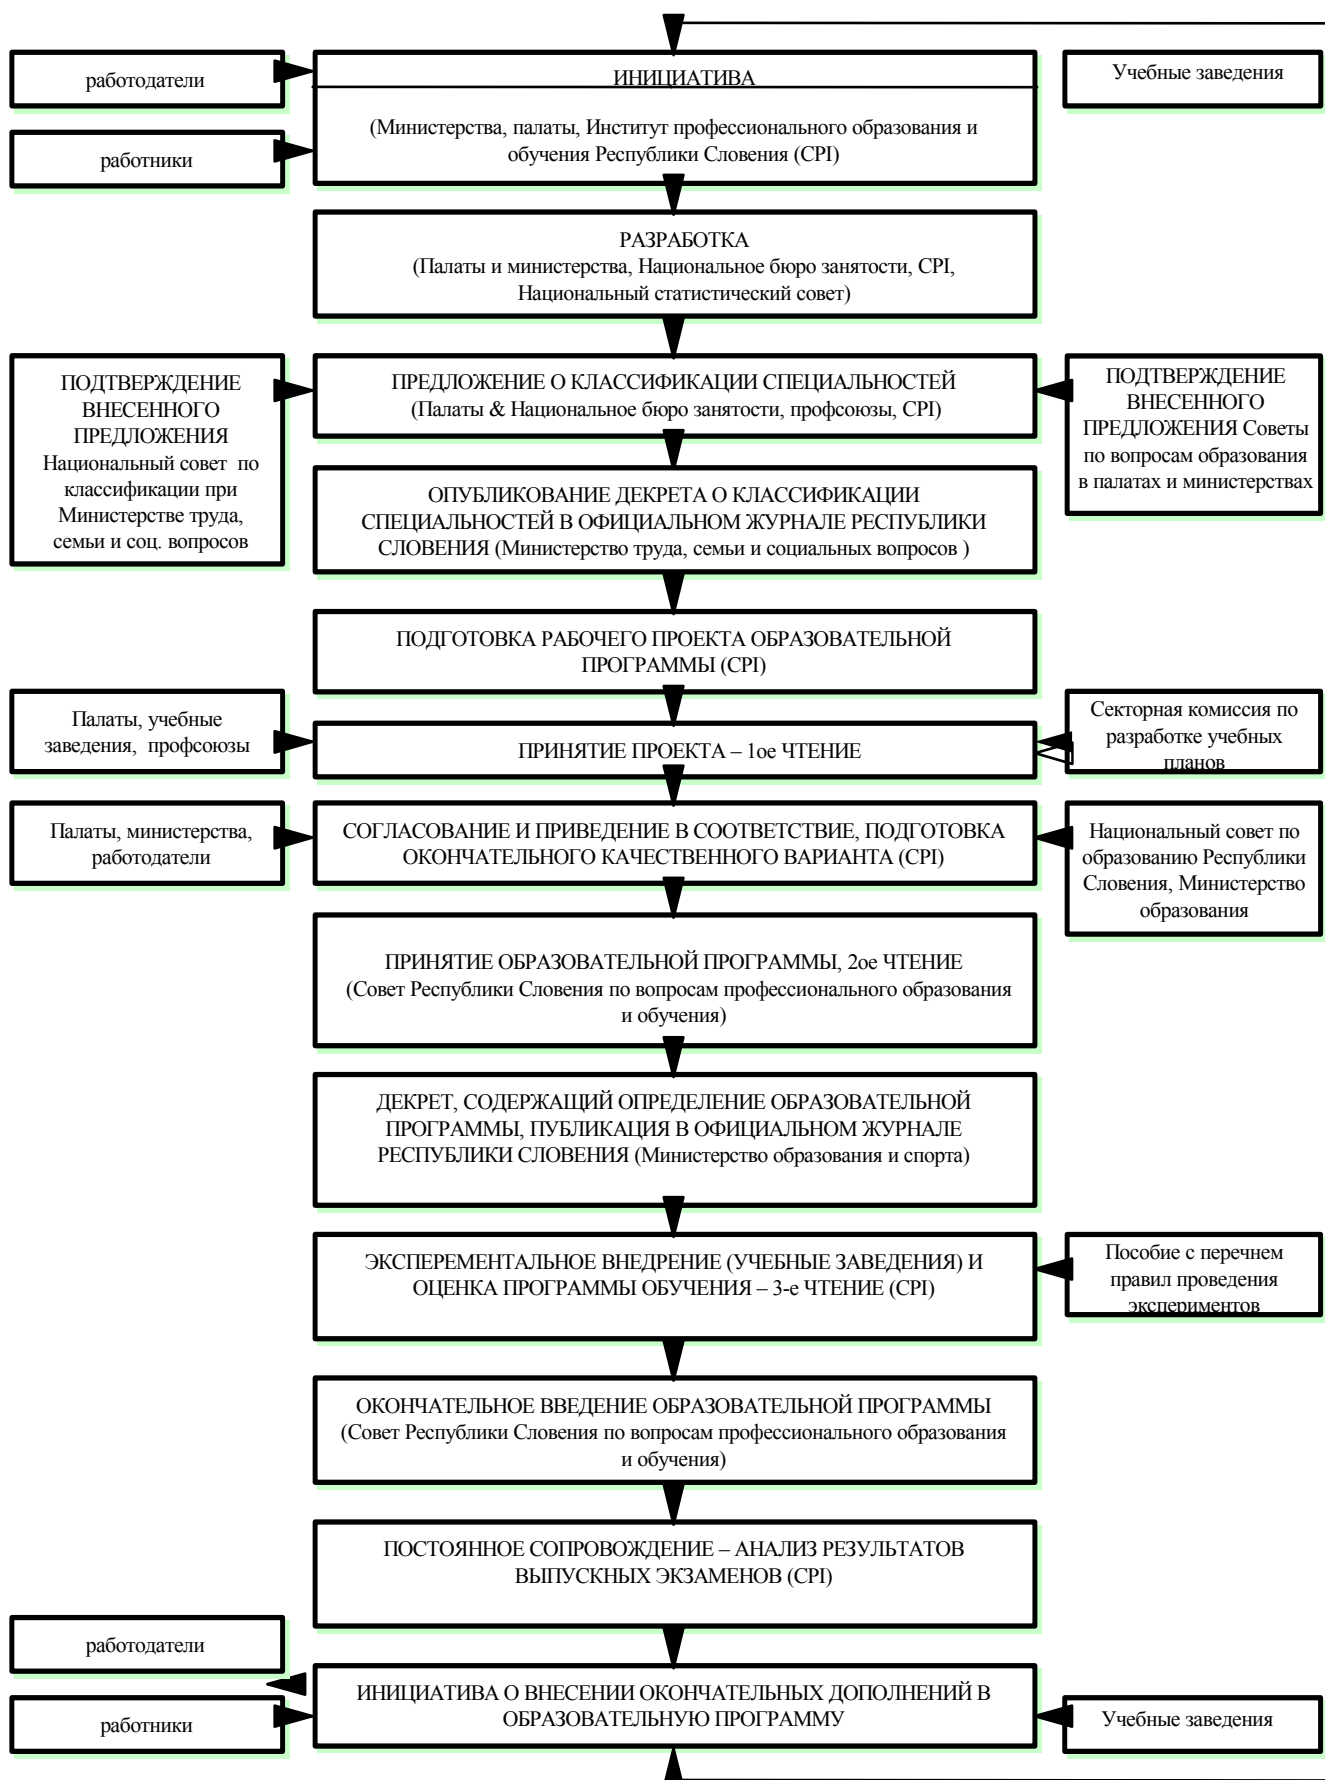 работодатели
ИНИЦИАТИВА
Учебные заведения
(Министерства, палаты, Институт профессионального образования и
обучения Республики Словения (CPI)
работники
РАЗРАБОТКА
(Палаты и министерства, Национальное бюро занятости, CPI,
Национальный статистический совет)
ПОДТВЕРЖДЕНИЕ
ВНЕСЕННОГО
ПРЕДЛОЖЕНИЯ
Национальный совет по
классификации при
Министерстве труда,
семьи и соц. вопросов
ПРЕДЛОЖЕНИЕ О КЛАССИФИКАЦИИ СПЕЦИАЛЬНОСТЕЙ
(Палаты & Национальное бюро занятости, профсоюзы, CPI)
ПОДТВЕРЖДЕНИЕ
ВНЕСЕННОГО
ПРЕДЛОЖЕНИЯ Советы
по вопросам образования
в палатах и министерствах
ОПУБЛИКОВАНИЕ ДЕКРЕТА О КЛАССИФИКАЦИИ
СПЕЦИАЛЬНОСТЕЙ В ОФИЦИАЛЬНОМ ЖУРНАЛЕ РЕСПУБЛИКИ
СЛОВЕНИЯ (Министерство труда, семьи и социальных вопросов )
ПОДГОТОВКА РАБОЧЕГО ПРОЕКТА ОБРАЗОВАТЕЛЬНОЙ
ПРОГРАММЫ (CPI)
Палаты, учебные
заведения, профсоюзы
ПРИНЯТИЕ ПРОЕКТА – 1ое ЧТЕНИЕ
Секторная комиссия по
разработке учебных
планов
Палаты, министерства,
работодатели
СОГЛАСОВАНИЕ И ПРИВЕДЕНИЕ В СООТВЕТСТВИЕ, ПОДГОТОВКА
ОКОНЧАТЕЛЬНОГО КАЧЕСТВЕННОГО ВАРИАНТА (CPI)
Национальный совет по
образованию Республики
Словения, Министерство
образования
ПРИНЯТИЕ ОБРАЗОВАТЕЛЬНОЙ ПРОГРАММЫ, 2ое ЧТЕНИЕ
(Совет Республики Словения по вопросам профессионального образования
и обучения)
ДЕКРЕТ, СОДЕРЖАЩИЙ ОПРЕДЕЛЕНИЕ ОБРАЗОВАТЕЛЬНОЙ
ПРОГРАММЫ, ПУБЛИКАЦИЯ В ОФИЦИАЛЬНОМ ЖУРНАЛЕ
РЕСПУБЛИКИ СЛОВЕНИЯ (Министерство образования и спорта)
ЭКСПЕРЕМЕНТАЛЬНОЕ ВНЕДРЕНИЕ (УЧЕБНЫЕ ЗАВЕДЕНИЯ) И
ОЦЕНКА ПРОГРАММЫ ОБУЧЕНИЯ – 3-е ЧТЕНИЕ (CPI)
Пособие с перечнем
правил проведения
экспериментов
ОКОНЧАТЕЛЬНОЕ ВВЕДЕНИЕ ОБРАЗОВАТЕЛЬНОЙ ПРОГРАММЫ
(Совет Республики Словения по вопросам профессионального образования
и обучения)
ПОСТОЯННОЕ СОПРОВОЖДЕНИЕ – АНАЛИЗ РЕЗУЛЬТАТОВ
ВЫПУСКНЫХ ЭКЗАМЕНОВ (CPI)
работодатели
работники
ИНИЦИАТИВА О ВНЕСЕНИИ ОКОНЧАТЕЛЬНЫХ ДОПОЛНЕНИЙ В
ОБРАЗОВАТЕЛЬНУЮ ПРОГРАММУ
Учебные заведения